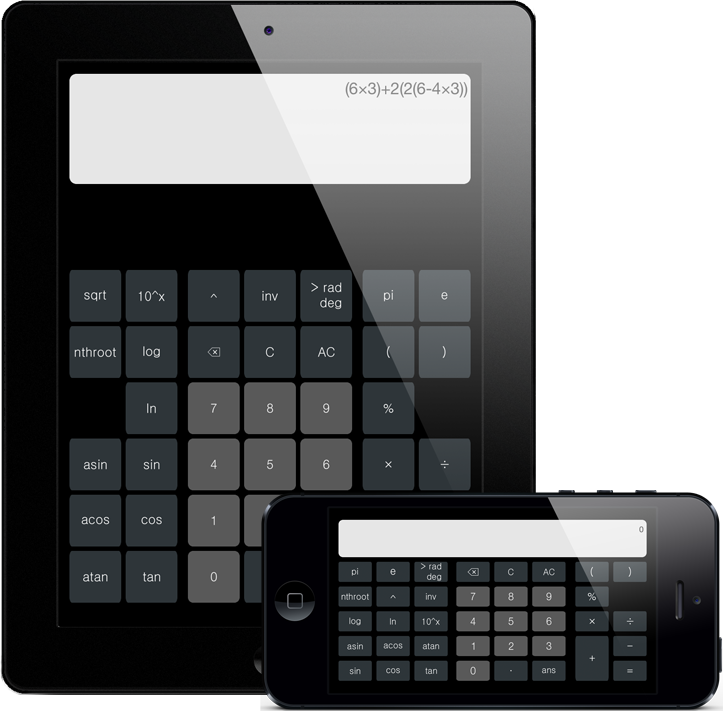 (6×3)+2(2(6-4×3))
sqrt 10^x ^ inv > rad deg pi e
nthroot log ⌫ C AC ( )
ln 7 8 9 %
asin sin 4 5 6 × ÷
acos cos 1
atan tan 0
0
pi e > rad deg ⌫ C AC ( )
nthroot ^ inv 7 8 9 %
log ln 10^x 4 5 6 × ÷
asin acos atan 1 2 3 + −
sin cos tan 0 · ans =